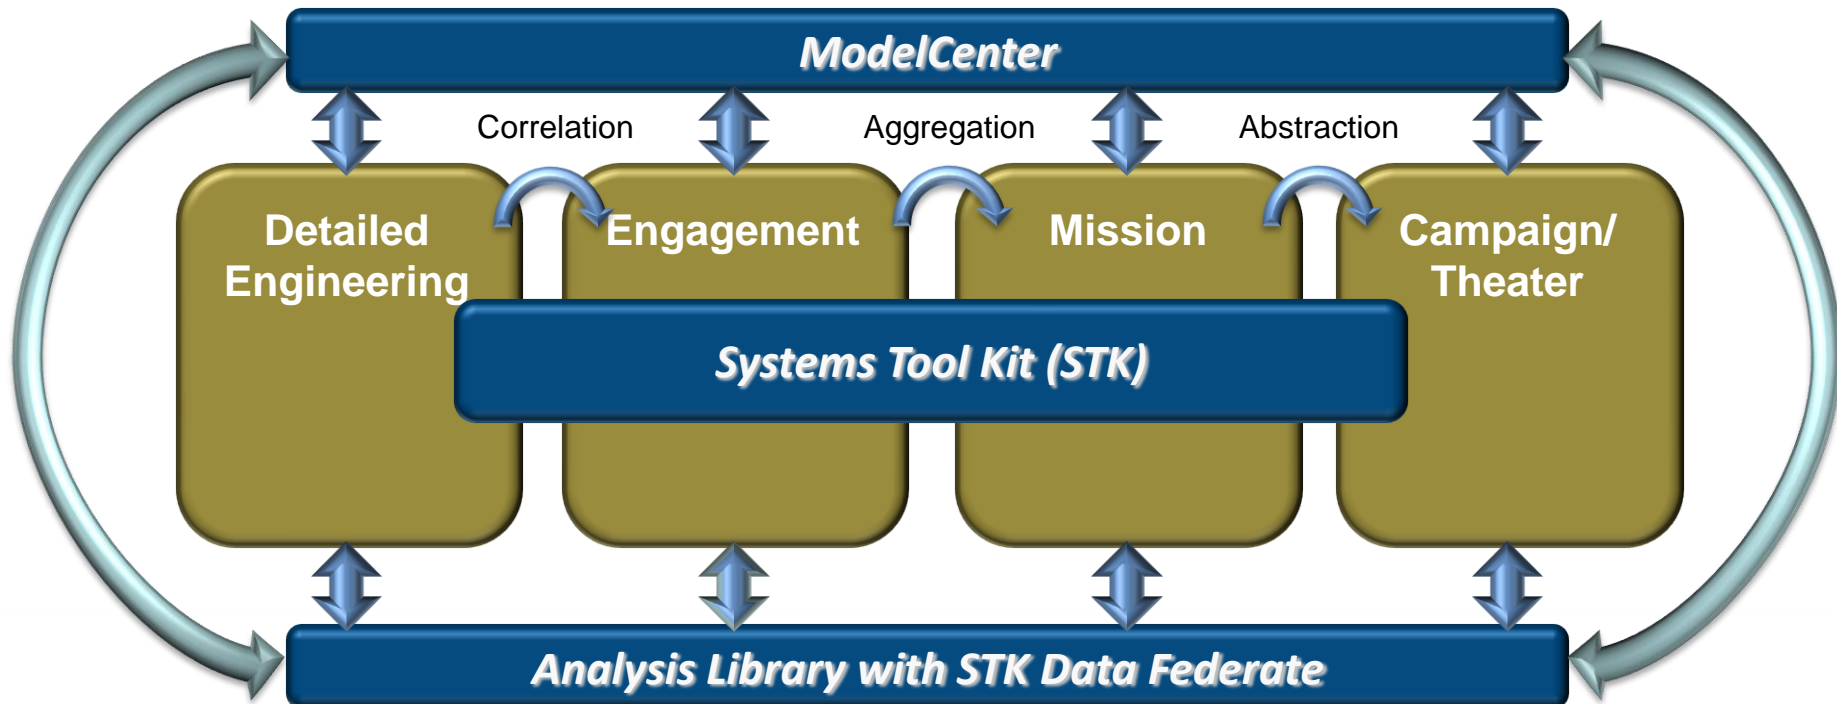 ModelCenter
Correlation
Aggregation
Abstraction
Detailed
Engineering
Engagement
Mission
Campaign/
Theater
Systems Tool Kit (STK)
Analysis Library with STK Data Federate